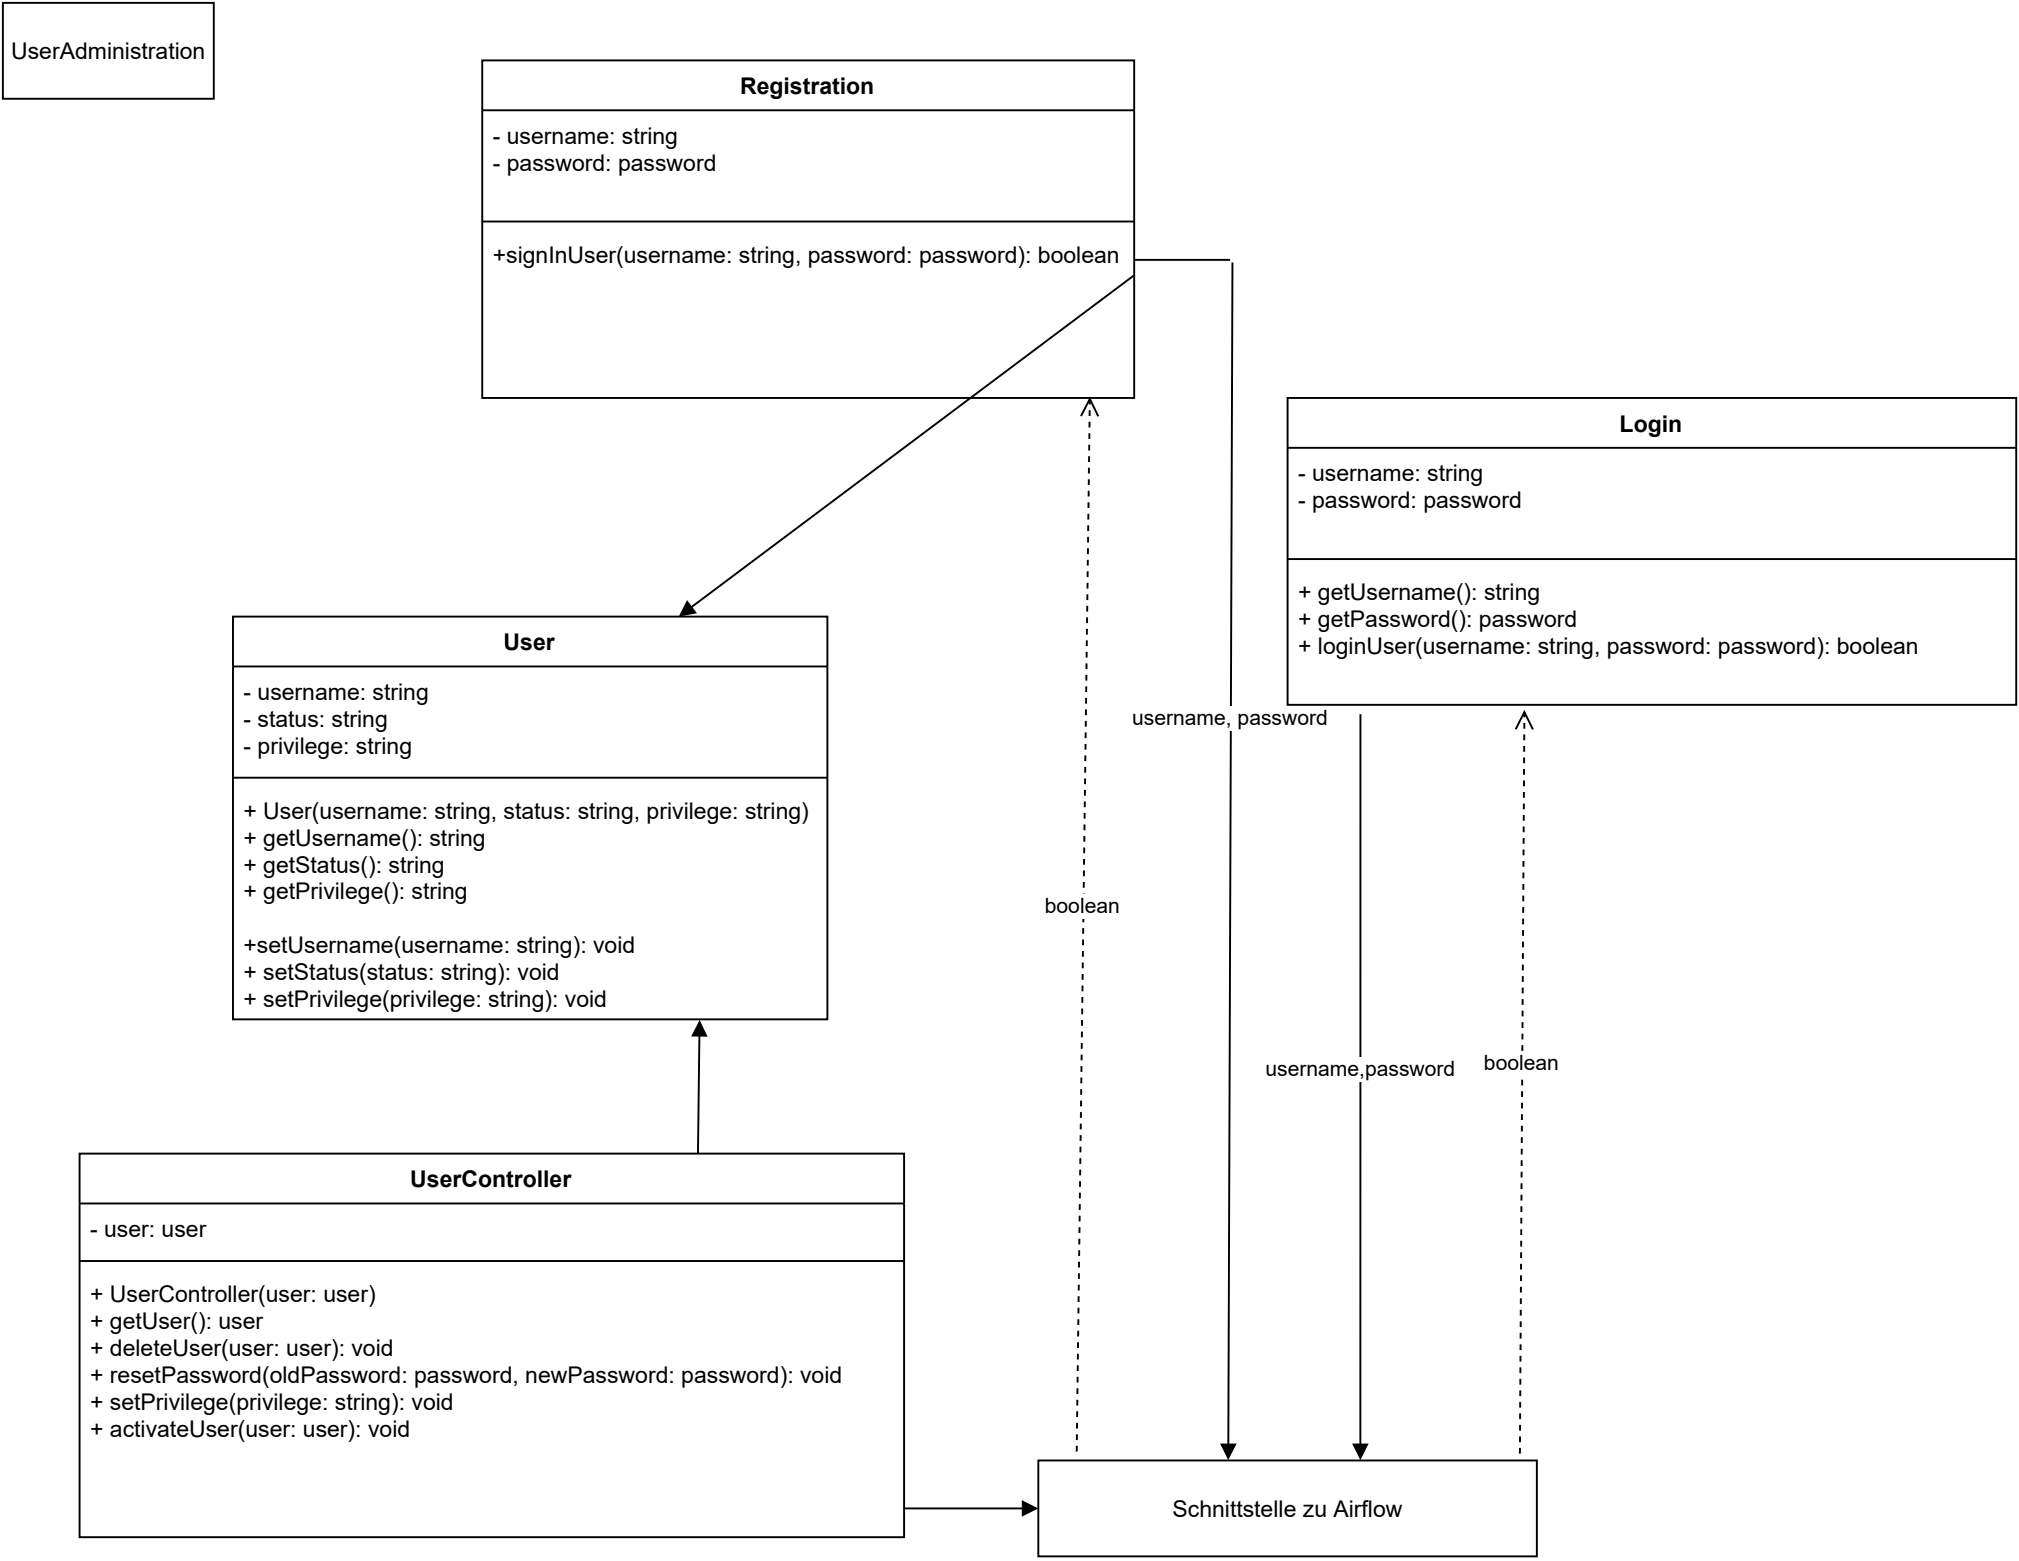 UserAdministration
Registration
- username: string
- password: password
+signInUser(username: string, password: password): boolean
Login
- username: string
- password: password
+ getUsername(): string
+ getPassword(): password
+ loginUser(username: string, password: password): boolean
User
- username: string
- status: string
- privilege: string
+ User(username: string, status: string, privilege: string)
+ getUsername(): string
+ getStatus(): string
+ getPrivilege(): string
+setUsername(username: string): void
+ setStatus(status: string): void
+ setPrivilege(privilege: string): void
username, password
boolean
username,password
boolean
UserController
- user: user
+ UserController(user: user)
+ getUser(): user
+ deleteUser(user: user): void
+ resetPassword(oldPassword: password, newPassword: password): void
+ setPrivilege(privilege: string): void
+ activateUser(user: user): void
Schnittstelle zu Airflow